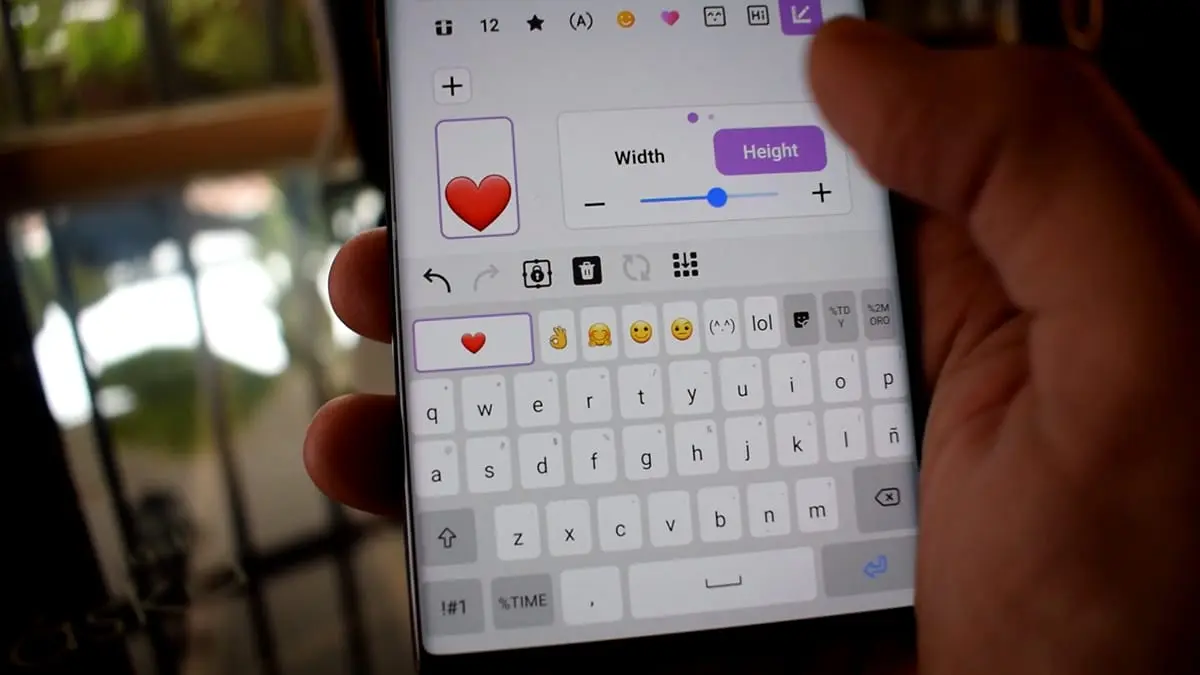 12 (A) Hi
Width Height
(^.^) lol %TD
Y %2M
ORO
q w e r t y u i o p
a s d f g h j k l ñ
z x c v b n m
!#1 %TIME ,